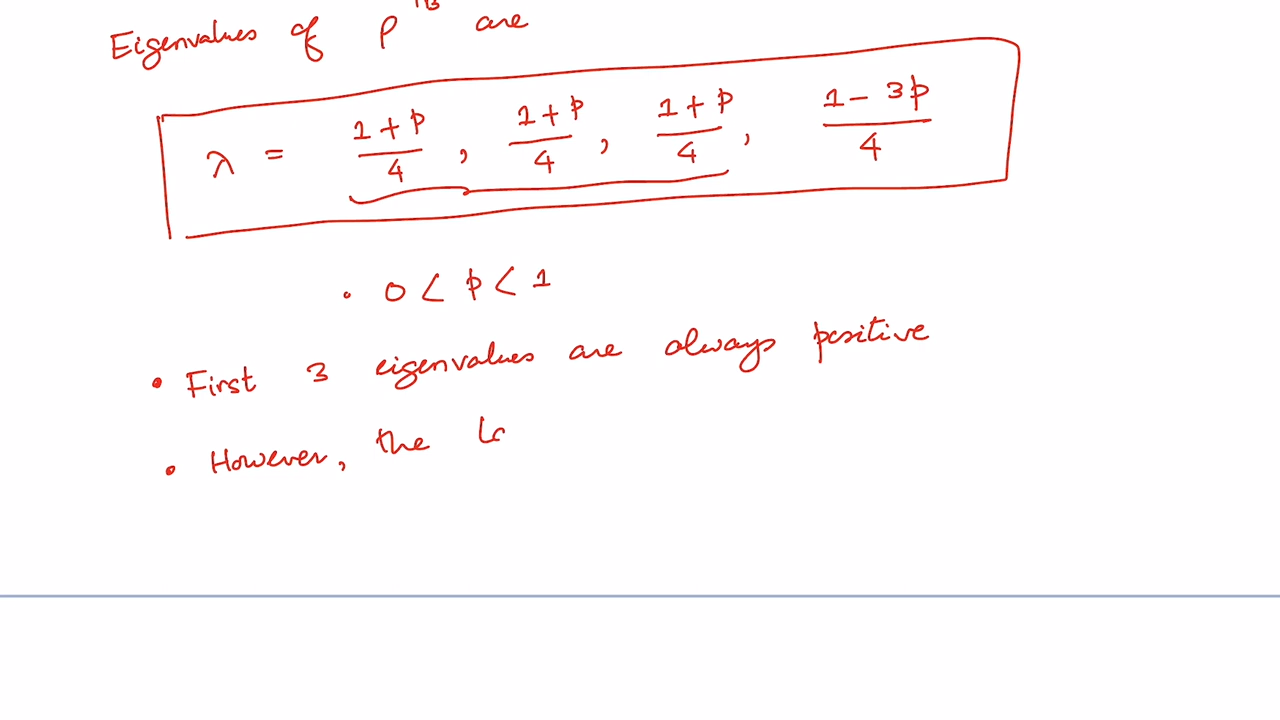 Eigenvalues of ρ^TB are
λ = (1+p)/4 , (1+p)/4 , (1+p)/4 , (1-3p)/4
• 0 < p < 1
• First 3 eigenvalues are always positive
• However, the